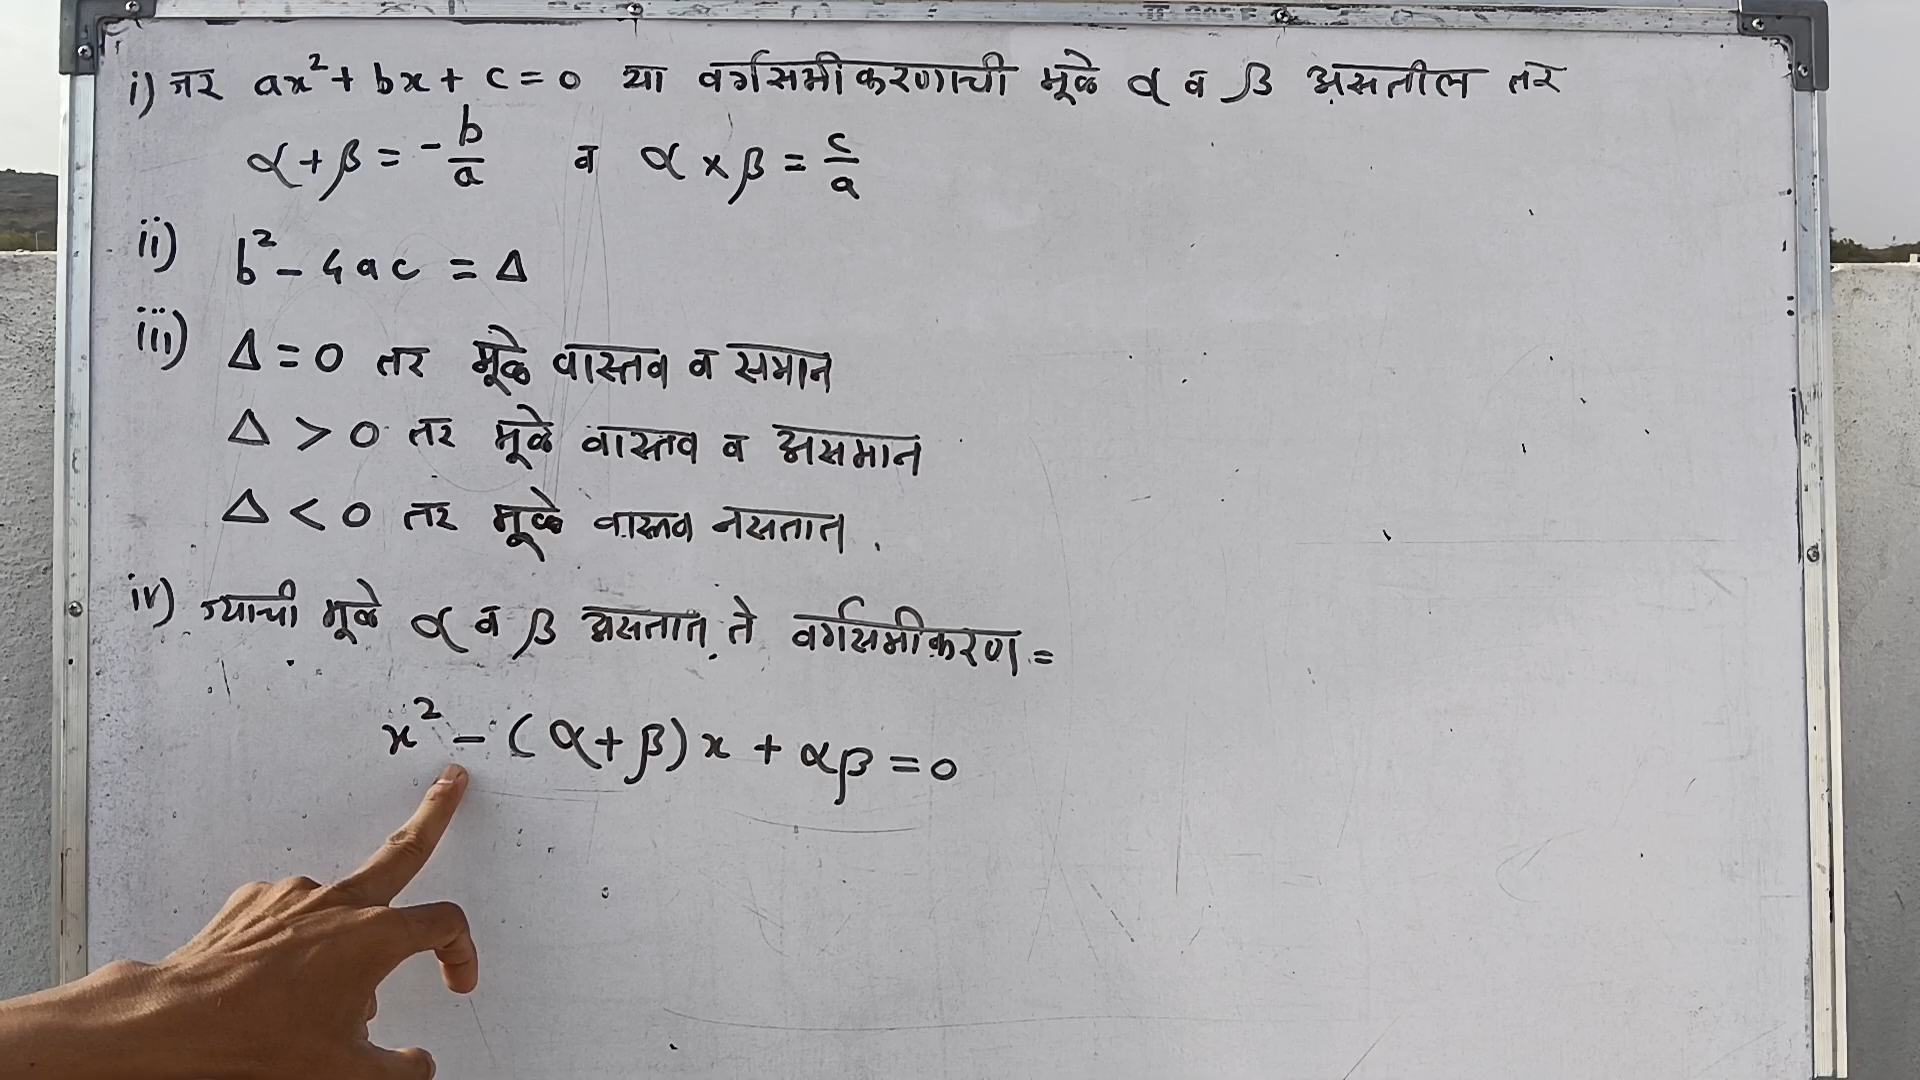 i) जर ax² + bx + c = 0 या वर्गसमीकरणाची मूळे α व β असतील तर
α + β = - b/a व α × β = c/a
ii) b² - 4ac = Δ
iii) Δ = 0 तर मूळे वास्तव व समान
Δ > 0 तर मूळे वास्तव व असमान
Δ < 0 तर मूळे वास्तव नसतात.
iv) ज्याची मूळे α व β असतात ते वर्गसमीकरण =
x² - (α + β)x + αβ = 0